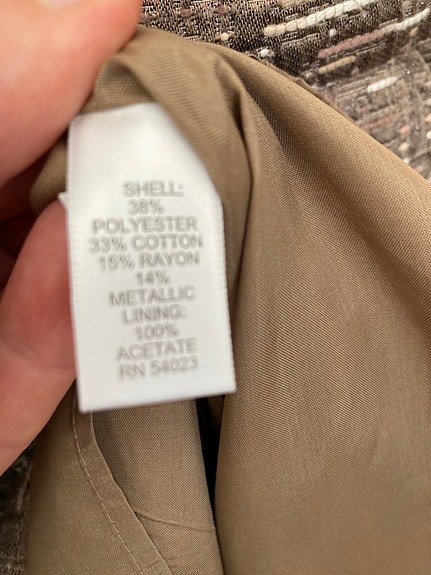 SHELL:
38%
POLYESTER
33% COTTON
15% RAYON
14%
METALLIC
LINING:
100%
ACETATE
RN 54023